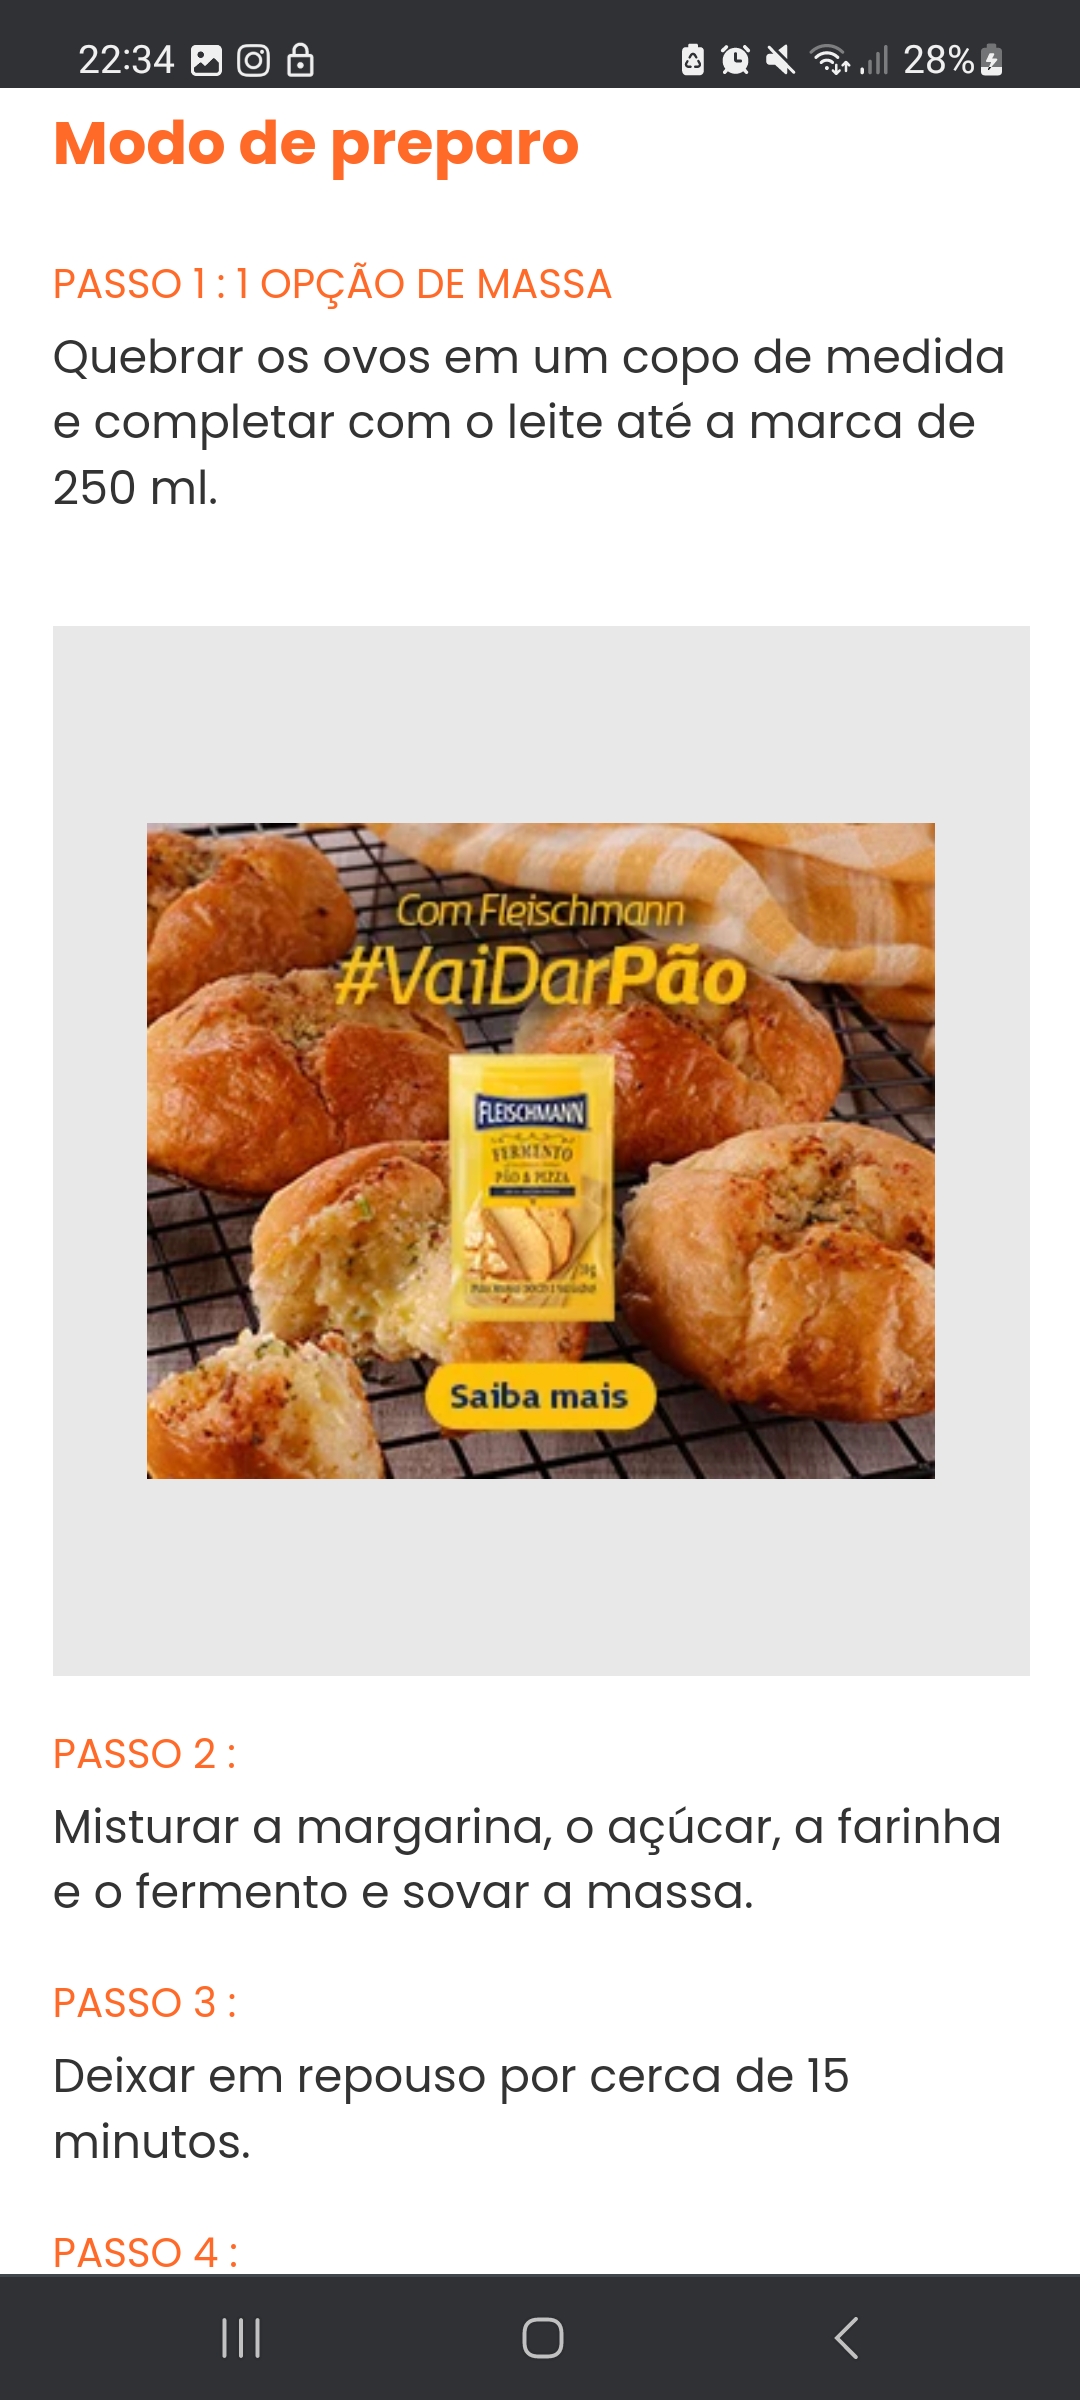 22:34 28%
Modo de preparo
PASSO 1 : 1 OPÇÃO DE MASSA
Quebrar os ovos em um copo de medida
e completar com o leite até a marca de
250 ml.
Com Fleischmann
#VaiDarPão
FLEISCHMANN
FERMENTO
PÃO & PIZZA
Saiba mais
PASSO 2 :
Misturar a margarina, o açúcar, a farinha
e o fermento e sovar a massa.
PASSO 3 :
Deixar em repouso por cerca de 15
minutos.
PASSO 4 :